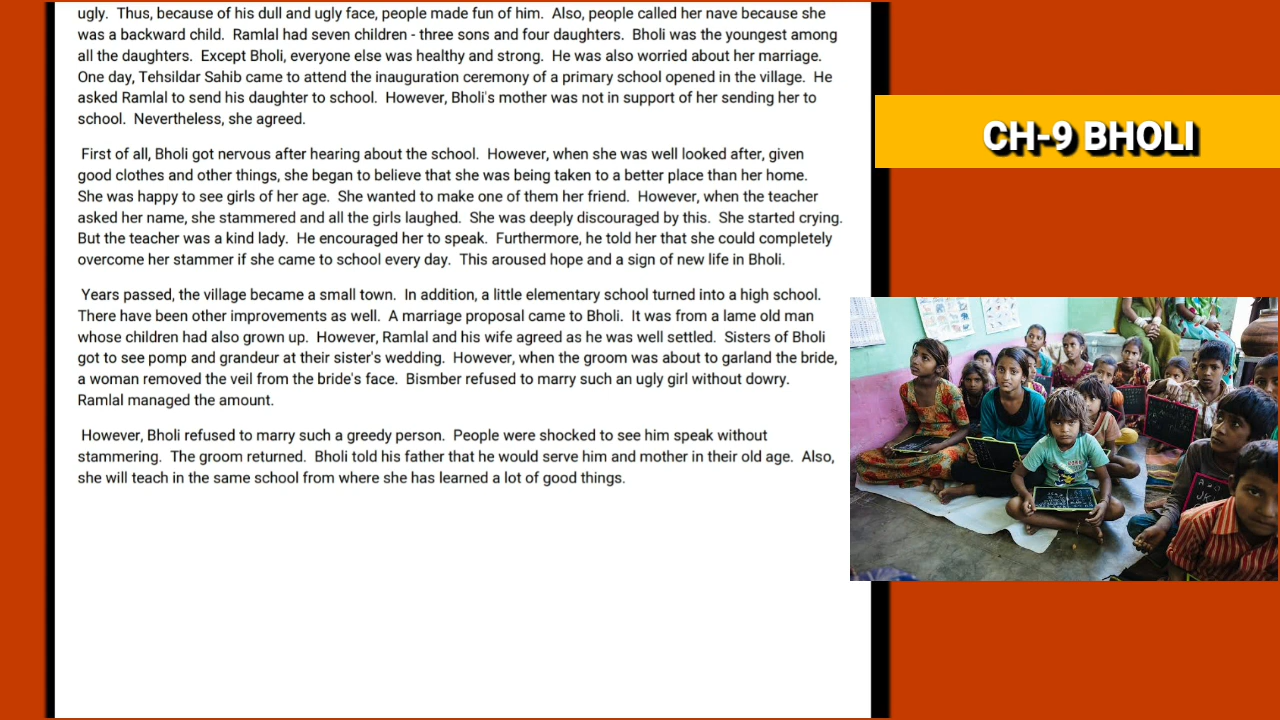 ugly. Thus, because of his dull and ugly face, people made fun of him. Also, people called her nave because she
was a backward child. Ramlal had seven children - three sons and four daughters. Bholi was the youngest among
all the daughters. Except Bholi, everyone else was healthy and strong. He was also worried about her marriage.
One day, Tehsildar Sahib came to attend the inauguration ceremony of a primary school opened in the village. He
asked Ramlal to send his daughter to school. However, Bholi's mother was not in support of her sending her to
school. Nevertheless, she agreed.
First of all, Bholi got nervous after hearing about the school. However, when she was well looked after, given
good clothes and other things, she began to believe that she was being taken to a better place than her home.
She was happy to see girls of her age. She wanted to make one of them her friend. However, when the teacher
asked her name, she stammered and all the girls laughed. She was deeply discouraged by this. She started crying.
But the teacher was a kind lady. He encouraged her to speak. Furthermore, he told her that she could completely
overcome her stammer if she came to school every day. This aroused hope and a sign of new life in Bholi.
Years passed, the village became a small town. In addition, a little elementary school turned into a high school.
There have been other improvements as well. A marriage proposal came to Bholi. It was from a lame old man
whose children had also grown up. However, Ramlal and his wife agreed as he was well settled. Sisters of Bholi
got to see pomp and grandeur at their sister's wedding. However, when the groom was about to garland the bride,
a woman removed the veil from the bride's face. Bismber refused to marry such an ugly girl without dowry.
Ramlal managed the amount.
However, Bholi refused to marry such a greedy person. People were shocked to see him speak without
stammering. The groom returned. Bholi told his father that he would serve him and mother in their old age. Also,
she will teach in the same school from where she has learned a lot of good things.
CH-9 BHOLI